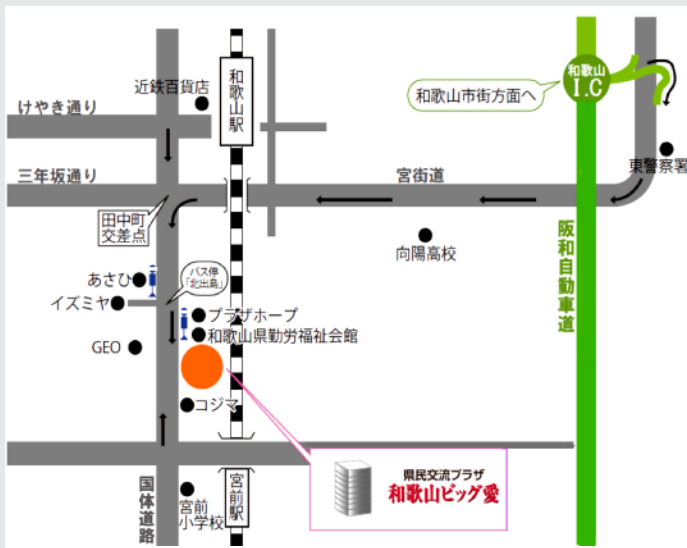 近鉄百貨店
和歌山駅
和歌山
I.C
和歌山市街方面へ
けやき通り
東警察署
三年坂通り
宮街道
田中町
交差点
向陽高校
阪和自動車道
あさひ
バス停
「北出島」
イズミヤ
プラザホープ
和歌山県勤労福祉会館
GEO
コジマ
県民交流プラザ
和歌山ビッグ愛
国体道路
宮前
小学校
宮前駅